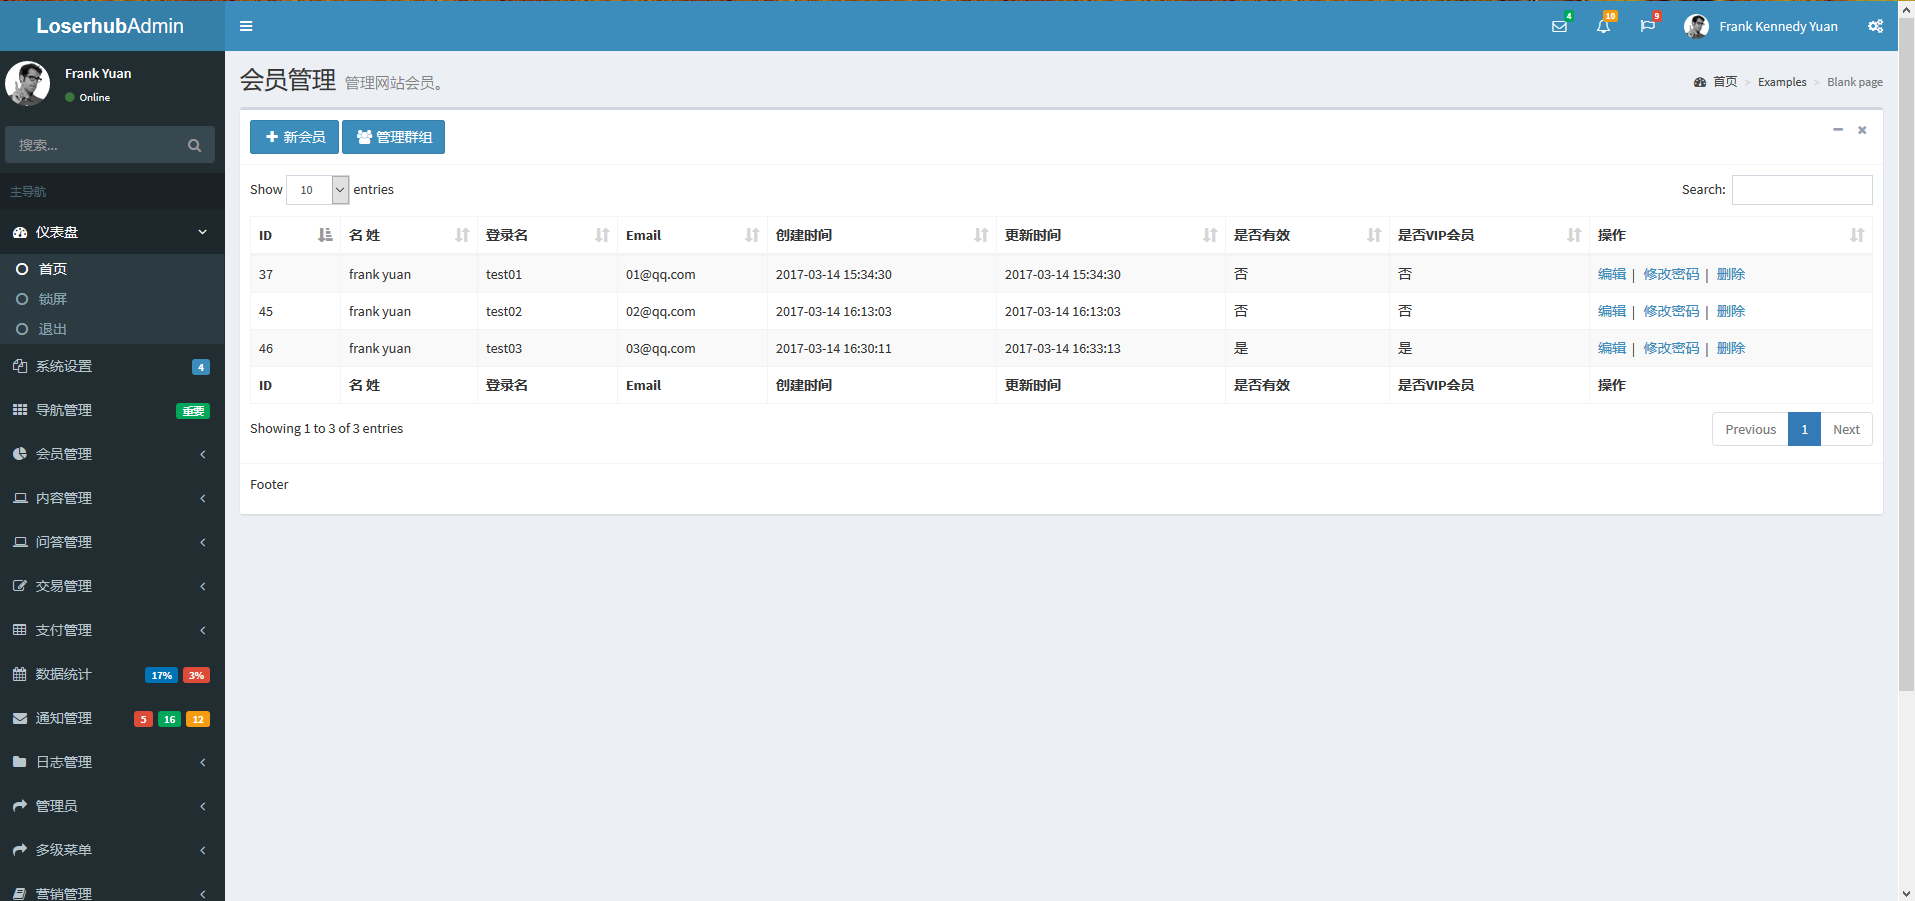 LoserhubAdmin
4
10
9
Frank Kennedy Yuan
Frank Yuan
Online
搜索...
主导航
仪表盘
首页
锁屏
退出
系统设置 4
导航管理 重要
会员管理
内容管理
问答管理
交易管理
支付管理
数据统计 17% 3%
通知管理 5 16 12
日志管理
管理员
多级菜单
营销管理
会员管理 管理网站会员。
首页 > Examples > Blank page
新会员 管理群组
Show 10 entries
Search:
ID 名 姓 登录名 Email 创建时间 更新时间 是否有效 是否VIP会员 操作
37 frank yuan test01 01@qq.com 2017-03-14 15:34:30 2017-03-14 15:34:30 否 否 编辑 | 修改密码 | 删除
45 frank yuan test02 02@qq.com 2017-03-14 16:13:03 2017-03-14 16:13:03 否 否 编辑 | 修改密码 | 删除
46 frank yuan test03 03@qq.com 2017-03-14 16:30:11 2017-03-14 16:33:13 是 是 编辑 | 修改密码 | 删除
ID 名 姓 登录名 Email 创建时间 更新时间 是否有效 是否VIP会员 操作
Showing 1 to 3 of 3 entries
Previous 1 Next
Footer